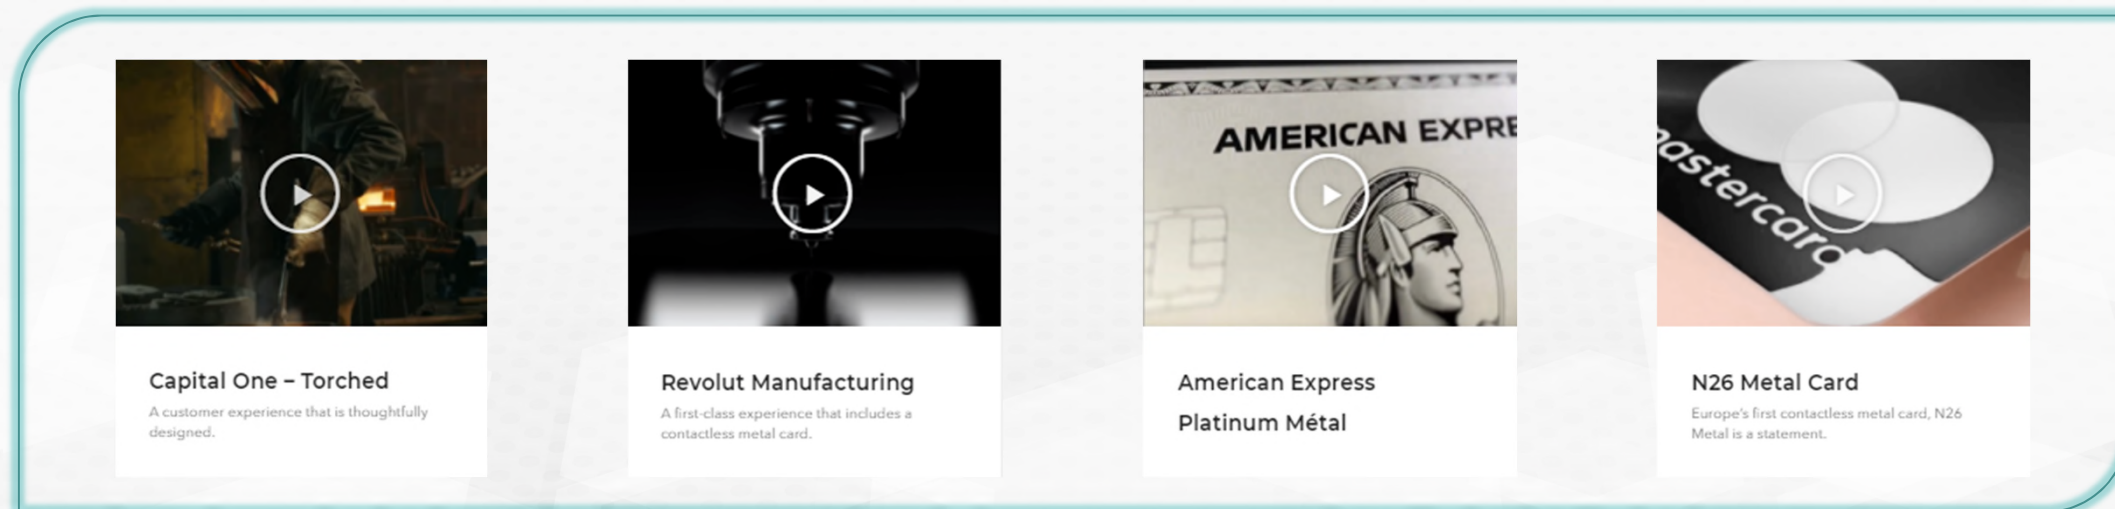 AMERICAN EXPRE
mastercard
Capital One – Torched
A customer experience that is thoughtfully
designed.
Revolut Manufacturing
A first-class experience that includes a
contactless metal card.
American Express
Platinum Métal
N26 Metal Card
Europe's first contactless metal card, N26
Metal is a statement.